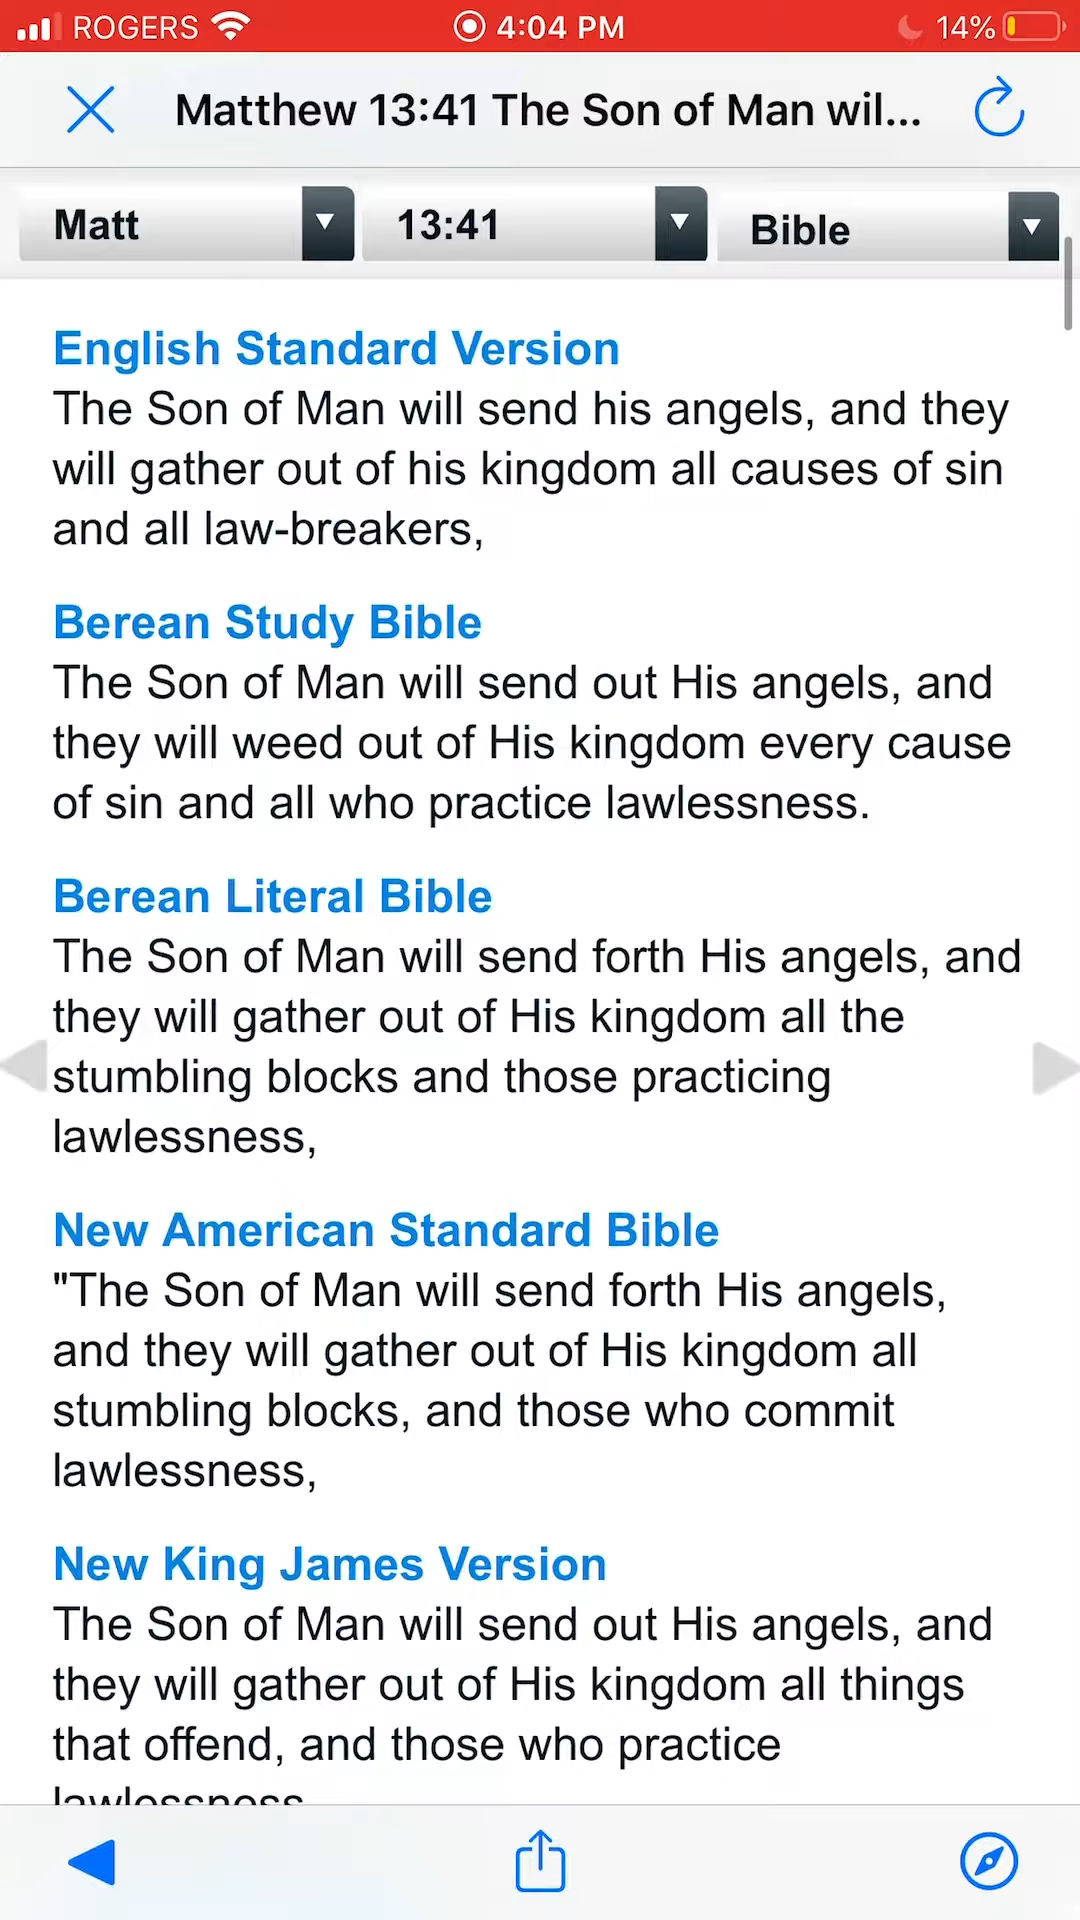 ROGERS 4:04 PM 14%
Matthew 13:41 The Son of Man wil...
Matt 13:41 Bible
English Standard Version
The Son of Man will send his angels, and they
will gather out of his kingdom all causes of sin
and all law-breakers,
Berean Study Bible
The Son of Man will send out His angels, and
they will weed out of His kingdom every cause
of sin and all who practice lawlessness.
Berean Literal Bible
The Son of Man will send forth His angels, and
they will gather out of His kingdom all the
stumbling blocks and those practicing
lawlessness,
New American Standard Bible
"The Son of Man will send forth His angels,
and they will gather out of His kingdom all
stumbling blocks, and those who commit
lawlessness,
New King James Version
The Son of Man will send out His angels, and
they will gather out of His kingdom all things
that offend, and those who practice
lawlessness